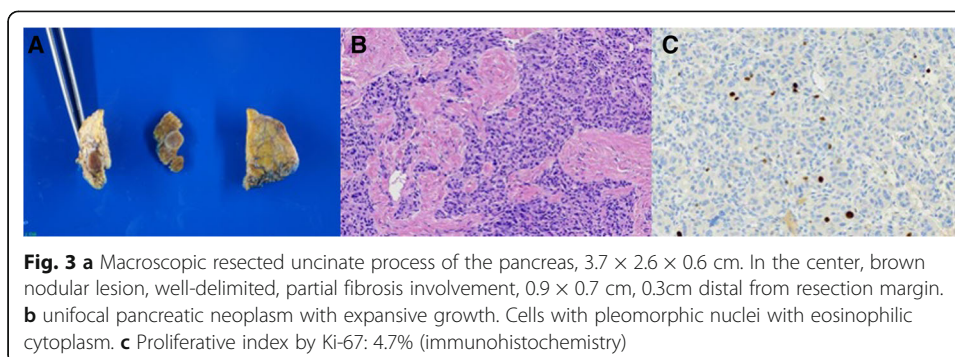 A B C
Fig. 3 a Macroscopic resected uncinate process of the pancreas, 3.7 × 2.6 × 0.6 cm. In the center, brown
nodular lesion, well-delimited, partial fibrosis involvement, 0.9 × 0.7 cm, 0.3cm distal from resection margin.
b unifocal pancreatic neoplasm with expansive growth. Cells with pleomorphic nuclei with eosinophilic
cytoplasm. c Proliferative index by Ki-67: 4.7% (immunohistochemistry)